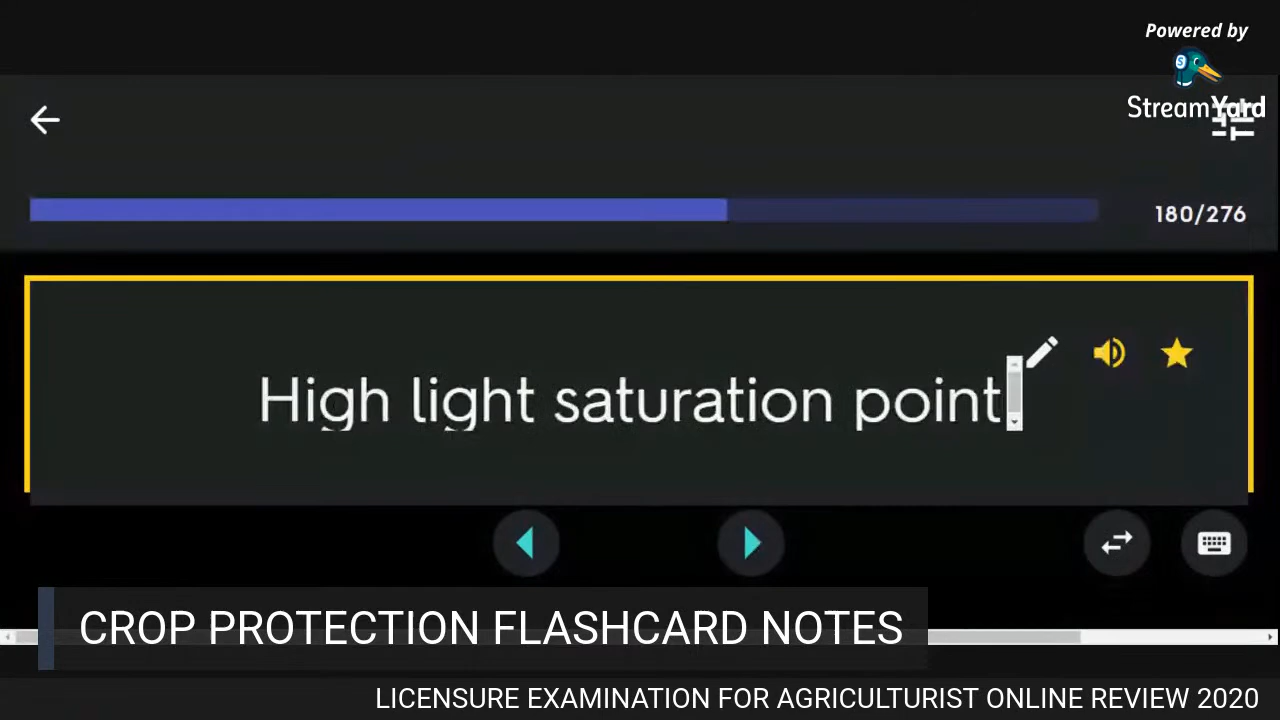 Powered by
StreamYard
180/276
High light saturation point
CROP PROTECTION FLASHCARD NOTES
LICENSURE EXAMINATION FOR AGRICULTURIST ONLINE REVIEW 2020